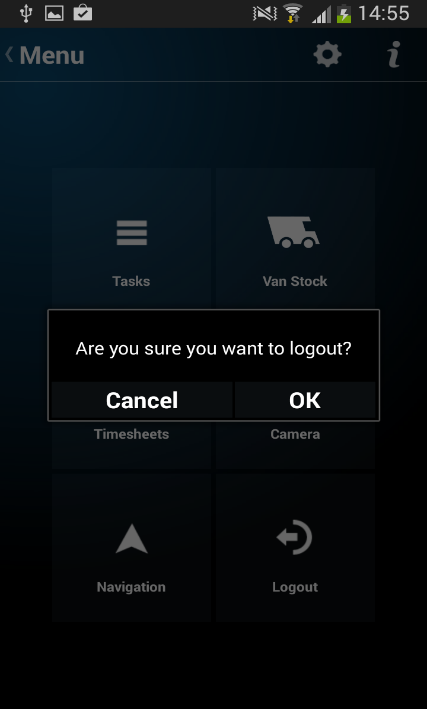 14:55
Menu
Tasks
Van Stock
Are you sure you want to logout?
Cancel
OK
Timesheets
Camera
Navigation
Logout